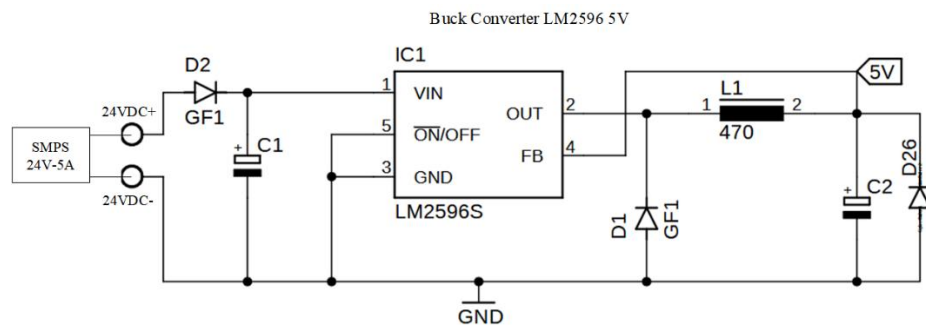 Buck Converter LM2596 5V
IC1
D2
GF1
24VDC+
SMPS
24V-5A
24VDC-
+
C1
1
VIN
5
ON/OFF
3
GND
OUT
2
FB
4
LM2596S
L1
1
2
470
5V
D1
GF1
+
C2
D26
GND